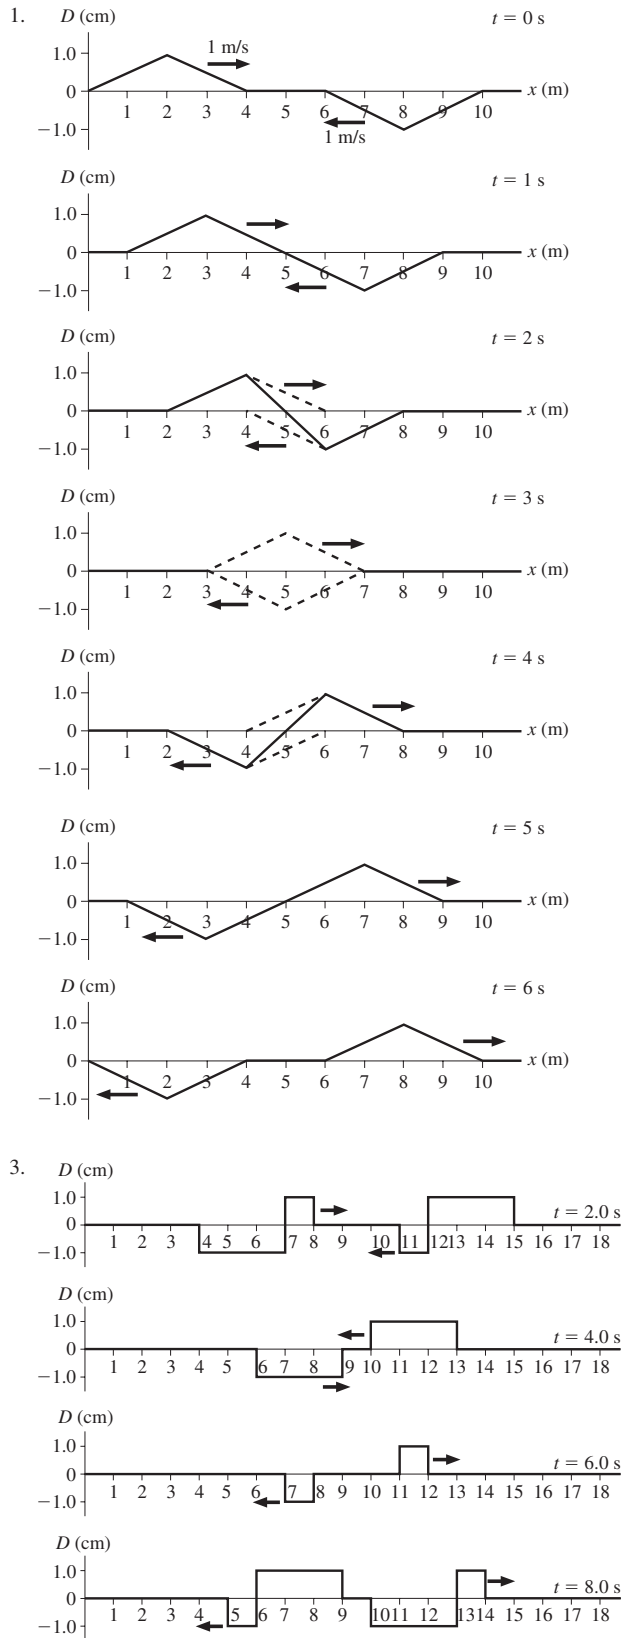 1. D (cm) t = 0 s
1.0 1 m/s
0 1 2 3 4 5 6 7 8 9 10 x (m)
−1.0 1 m/s
D (cm) t = 1 s
1.0
0 1 2 3 4 5 6 7 8 9 10 x (m)
−1.0
D (cm) t = 2 s
1.0
0 1 2 3 4 5 6 7 8 9 10 x (m)
−1.0
D (cm) t = 3 s
1.0
0 1 2 3 4 5 6 7 8 9 10 x (m)
−1.0
D (cm) t = 4 s
1.0
0 1 2 3 4 5 6 7 8 9 10 x (m)
−1.0
D (cm) t = 5 s
1.0
0 1 2 3 4 5 6 7 8 9 10 x (m)
−1.0
D (cm) t = 6 s
1.0
0 1 2 3 4 5 6 7 8 9 10 x (m)
−1.0
3. D (cm)
1.0
0 t = 2.0 s
1 2 3 4 5 6 7 8 9 10 11 12 13 14 15 16 17 18
−1.0
D (cm)
1.0
0 t = 4.0 s
1 2 3 4 5 6 7 8 9 10 11 12 13 14 15 16 17 18
−1.0
D (cm)
1.0
0 t = 6.0 s
1 2 3 4 5 6 7 8 9 10 11 12 13 14 15 16 17 18
−1.0
D (cm)
1.0
0 t = 8.0 s
1 2 3 4 5 6 7 8 9 10 11 12 13 14 15 16 17 18
−1.0